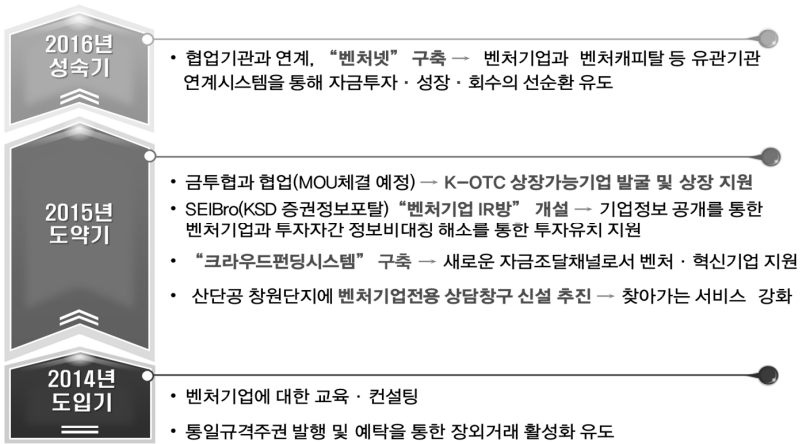 2016년
성숙기
• 협업기관과 연계, “벤처넷” 구축 → 벤처기업과 벤처캐피탈 등 유관기관
연계시스템을 통해 자금투자 · 성장 · 회수의 선순환 유도
2015년
도약기
• 금투협과 협업(MOU체결 예정) → K-OTC 상장가능기업 발굴 및 상장 지원
• SEIBro(KSD 증권정보포탈) “벤처기업 IR방” 개설 → 기업정보 공개를 통한
벤처기업과 투자자간 정보비대칭 해소를 통한 투자유치 지원
• “크라우드펀딩시스템” 구축 → 새로운 자금조달채널로서 벤처 · 혁신기업 지원
• 산단공 창원단지에 벤처기업전용 상담창구 신설 추진 → 찾아가는 서비스 강화
2014년
도입기
• 벤처기업에 대한 교육 · 컨설팅
• 통일규격주권 발행 및 예탁을 통한 장외거래 활성화 유도